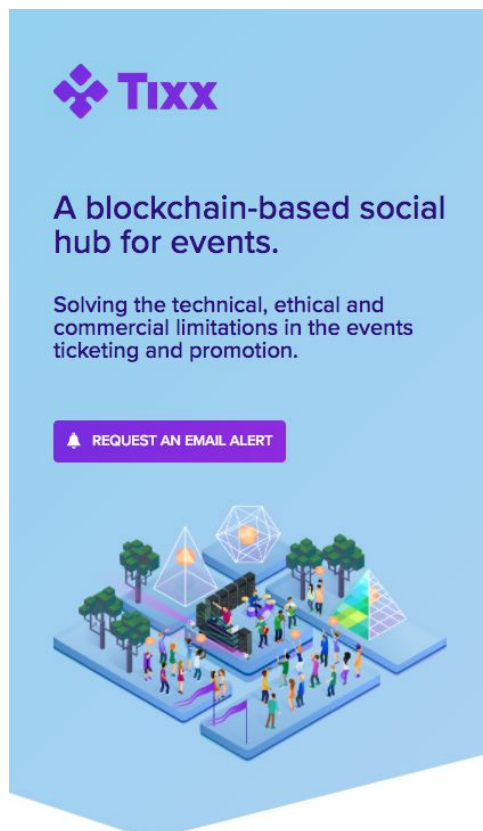 Tixx
A blockchain-based social
hub for events.
Solving the technical, ethical and
commercial limitations in the events
ticketing and promotion.
REQUEST AN EMAIL ALERT